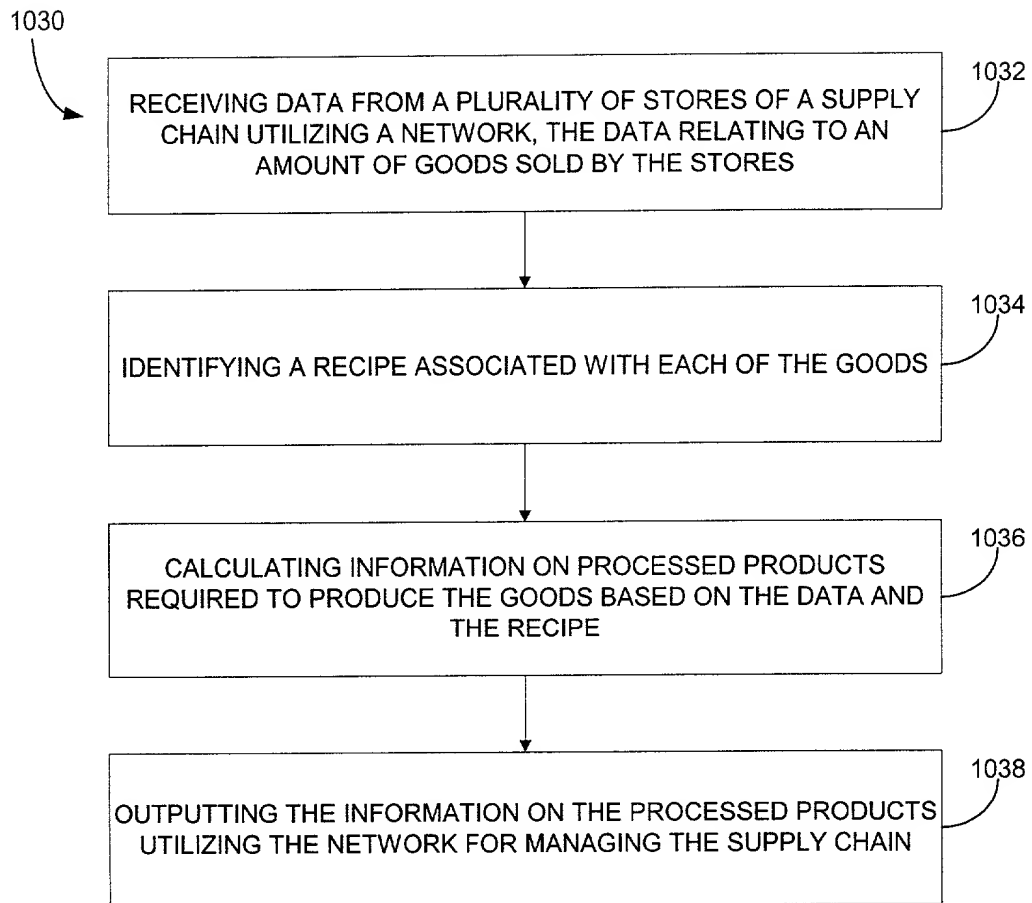 1030
1032
RECEIVING DATA FROM A PLURALITY OF STORES OF A SUPPLY
CHAIN UTILIZING A NETWORK, THE DATA RELATING TO AN
AMOUNT OF GOODS SOLD BY THE STORES
1034
IDENTIFYING A RECIPE ASSOCIATED WITH EACH OF THE GOODS
1036
CALCULATING INFORMATION ON PROCESSED PRODUCTS
REQUIRED TO PRODUCE THE GOODS BASED ON THE DATA AND
THE RECIPE
1038
OUTPUTTING THE INFORMATION ON THE PROCESSED PRODUCTS
UTILIZING THE NETWORK FOR MANAGING THE SUPPLY CHAIN